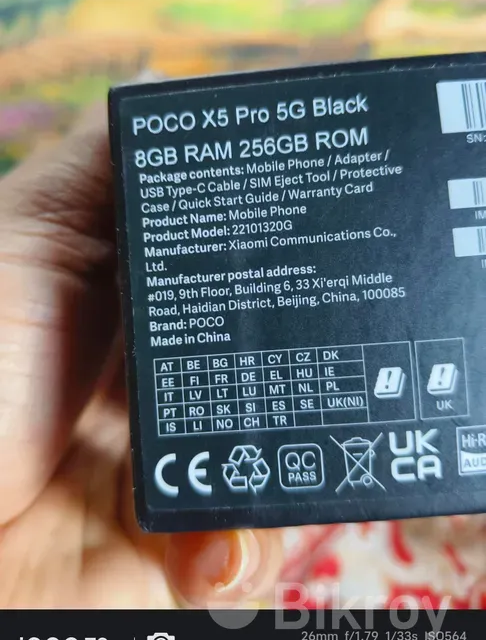 POCO X5 Pro 5G Black
8GB RAM 256GB ROM
Package contents: Mobile Phone / Adapter /
USB Type-C Cable / SIM Eject Tool / Protective
Case / Quick Start Guide / Warranty Card
Product Name: Mobile Phone
Product Model: 22101320G
Manufacturer: Xiaomi Communications Co.,
Ltd.
Manufacturer postal address:
#019, 9th Floor, Building 6, 33 Xi'erqi Middle
Road, Haidian District, Beijing, China, 100085
Brand: POCO
Made in China
SN:
IM
AT BE BG HR CY CZ DK
EE FI FR DE EL HU IE
IT LV LT LU MT NL PL
PT RO SK SI ES SE UK(NI)
IS LI NO CH TR
UK
CE
QC
PASS
UK
CA
Hi-R
AUD
Bikroy
26mm f/1.79 1/33s ISO564